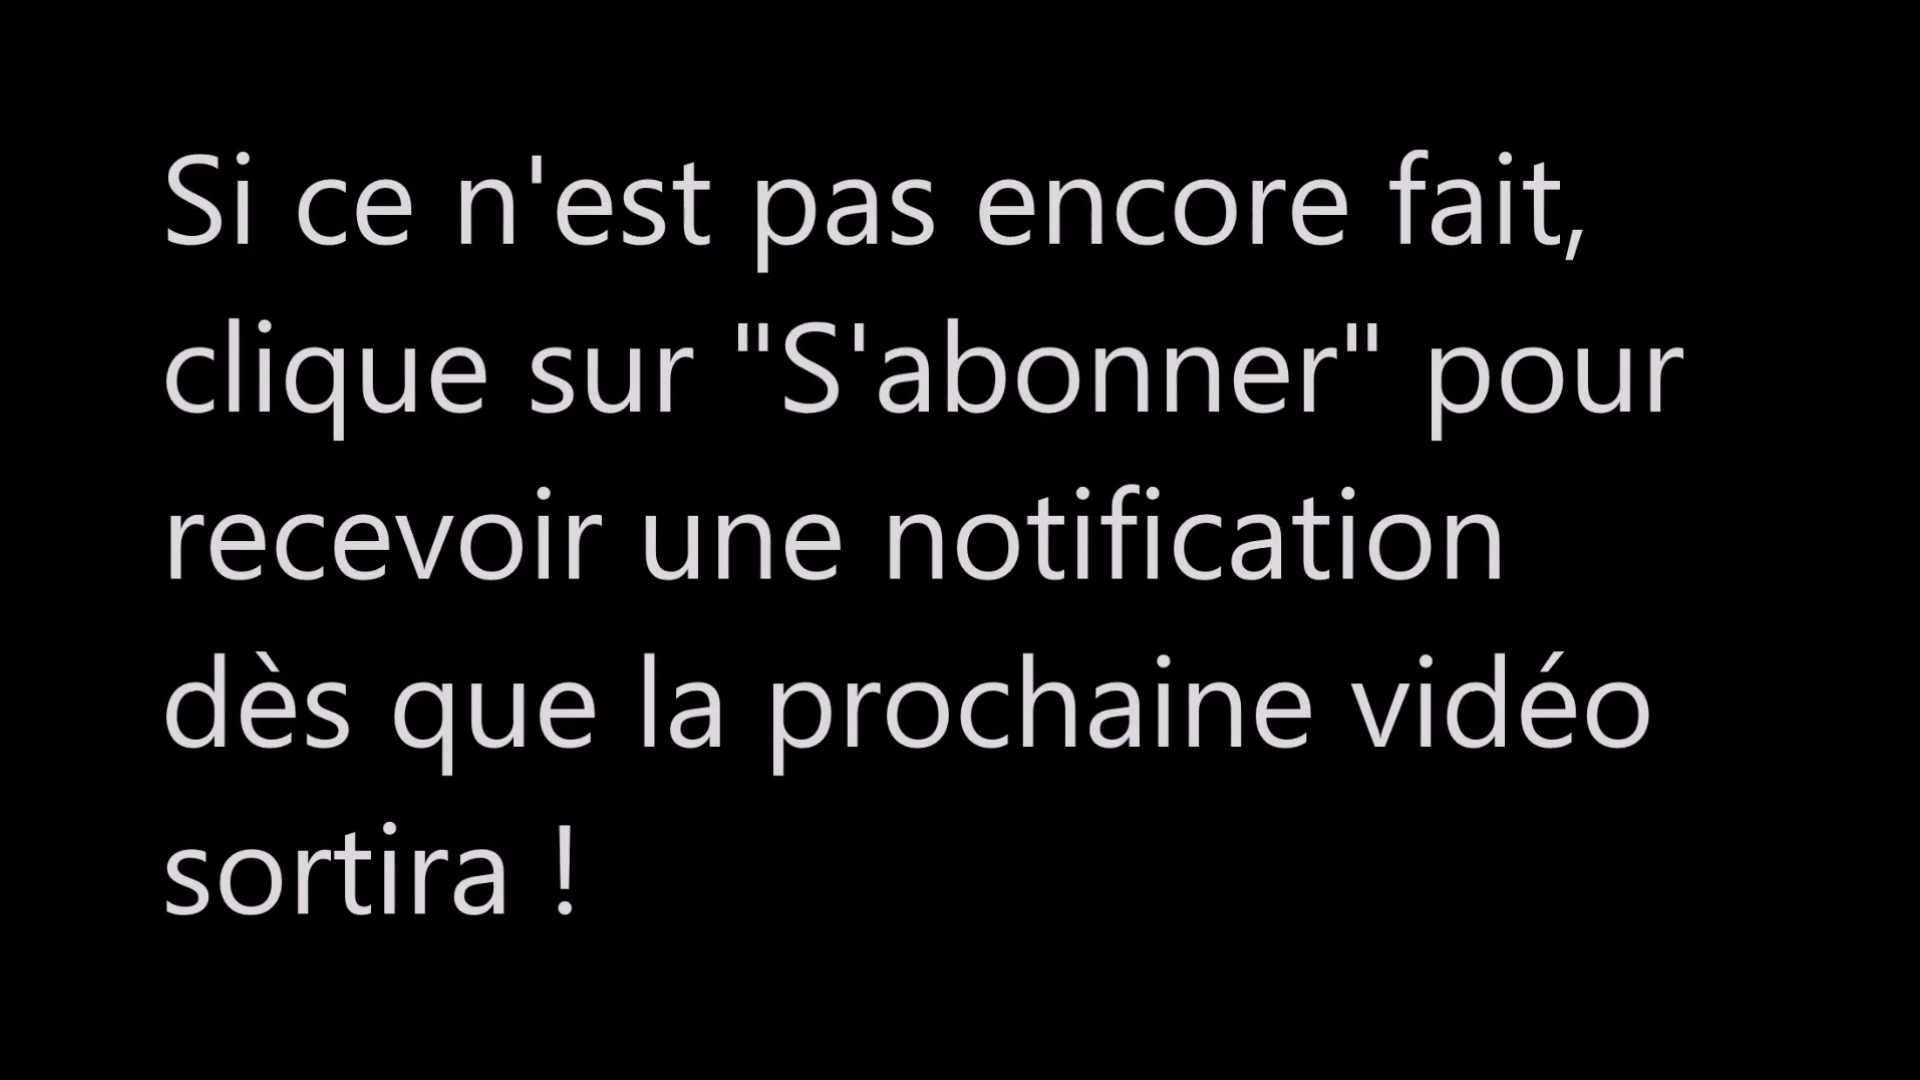 Si ce n'est pas encore fait,
clique sur "S'abonner" pour
recevoir une notification
dès que la prochaine vidéo
sortira !